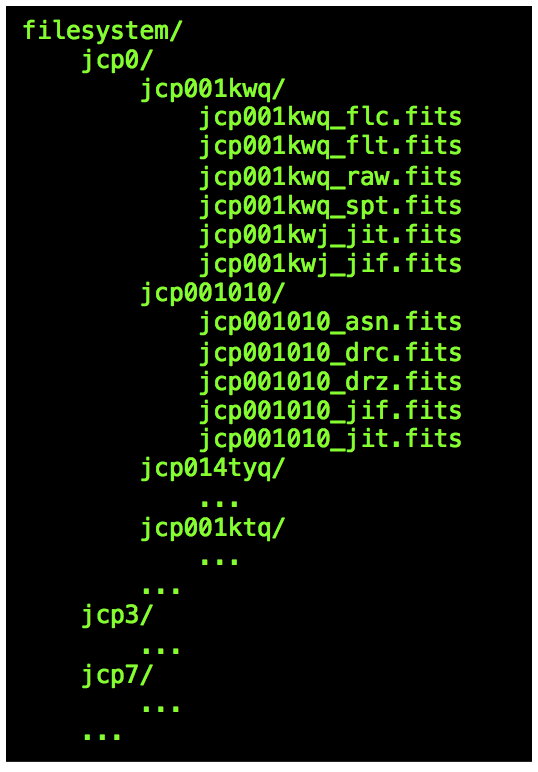 filesystem/
jcp0/
jcp001kwq/
jcp001kwq_flc.fits
jcp001kwq_flt.fits
jcp001kwq_raw.fits
jcp001kwq_spt.fits
jcp001kwj_jit.fits
jcp001kwj_jif.fits
jcp001010/
jcp001010_asn.fits
jcp001010_drc.fits
jcp001010_drz.fits
jcp001010_jif.fits
jcp001010_jit.fits
jcp014tyq/
...
jcp001ktq/
...
...
jcp3/
...
jcp7/
...
...